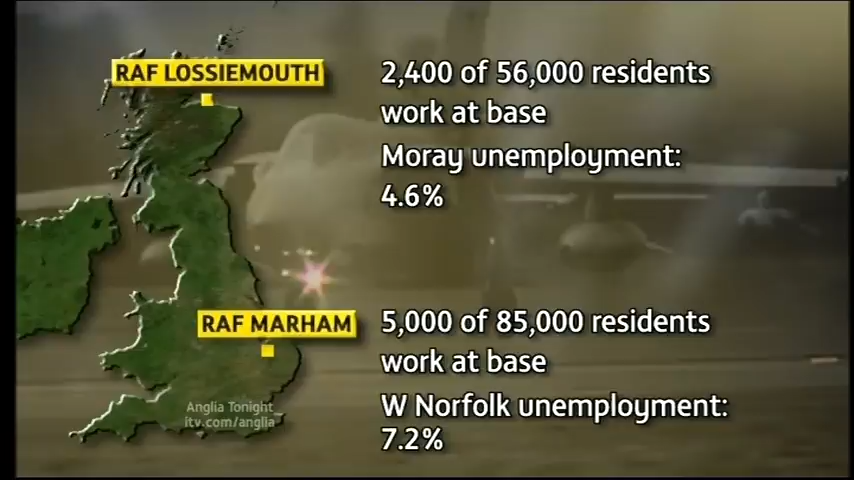 RAF LOSSIEMOUTH
2,400 of 56,000 residents
work at base
Moray unemployment:
4.6%
RAF MARHAM
5,000 of 85,000 residents
work at base
W Norfolk unemployment:
7.2%
Anglia Tonight
itv.com/anglia